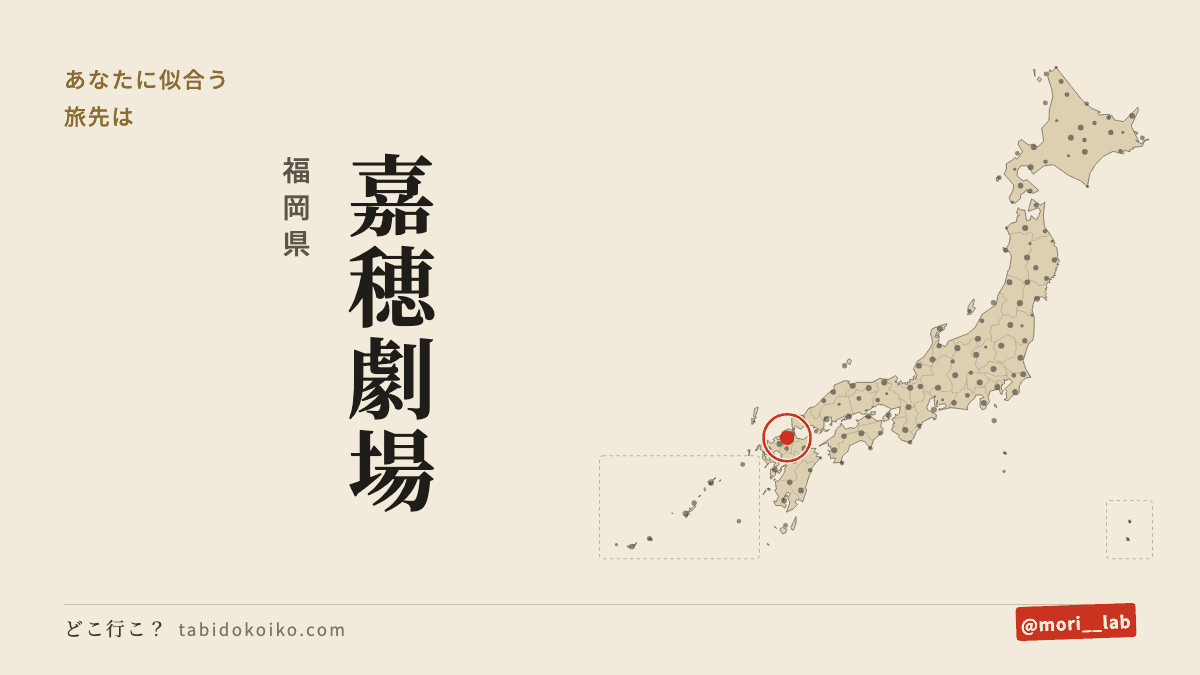 あなたに似合う
旅先は
嘉穂劇場
福岡県
どこ行こ？ tabidokoiko.com
@mori__lab